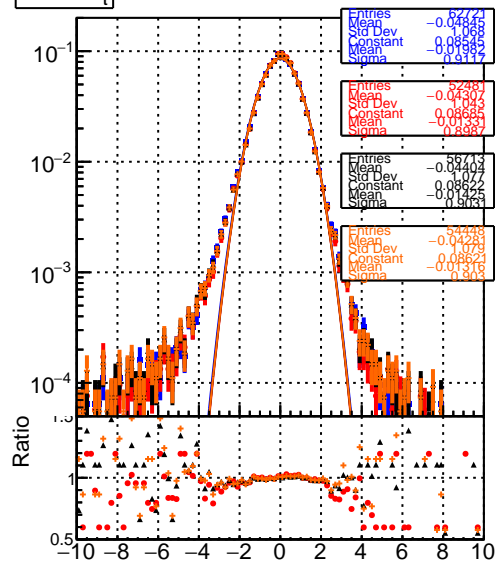 t
Entries 62721
Mean −0.04845
Std Dev 1.068
Constant 0.08545
Mean −0.01982
Sigma 0.9117
Entries 52481
Mean −0.04307
Std Dev 1.043
Constant 0.08685
Mean −0.01331
Sigma 0.8987
Entries 56713
Mean −0.04404
Std Dev 1.077
Constant 0.08622
Mean −0.01425
Sigma 0.9031
Entries 54448
Mean −0.04281
Std Dev 1.079
Constant 0.08621
Mean −0.01316
Sigma 0.903
10−1
10−2
10−3
10−4
Ratio
1
0.5
−10 −8 −6 −4 −2 0 2 4 6 8 10